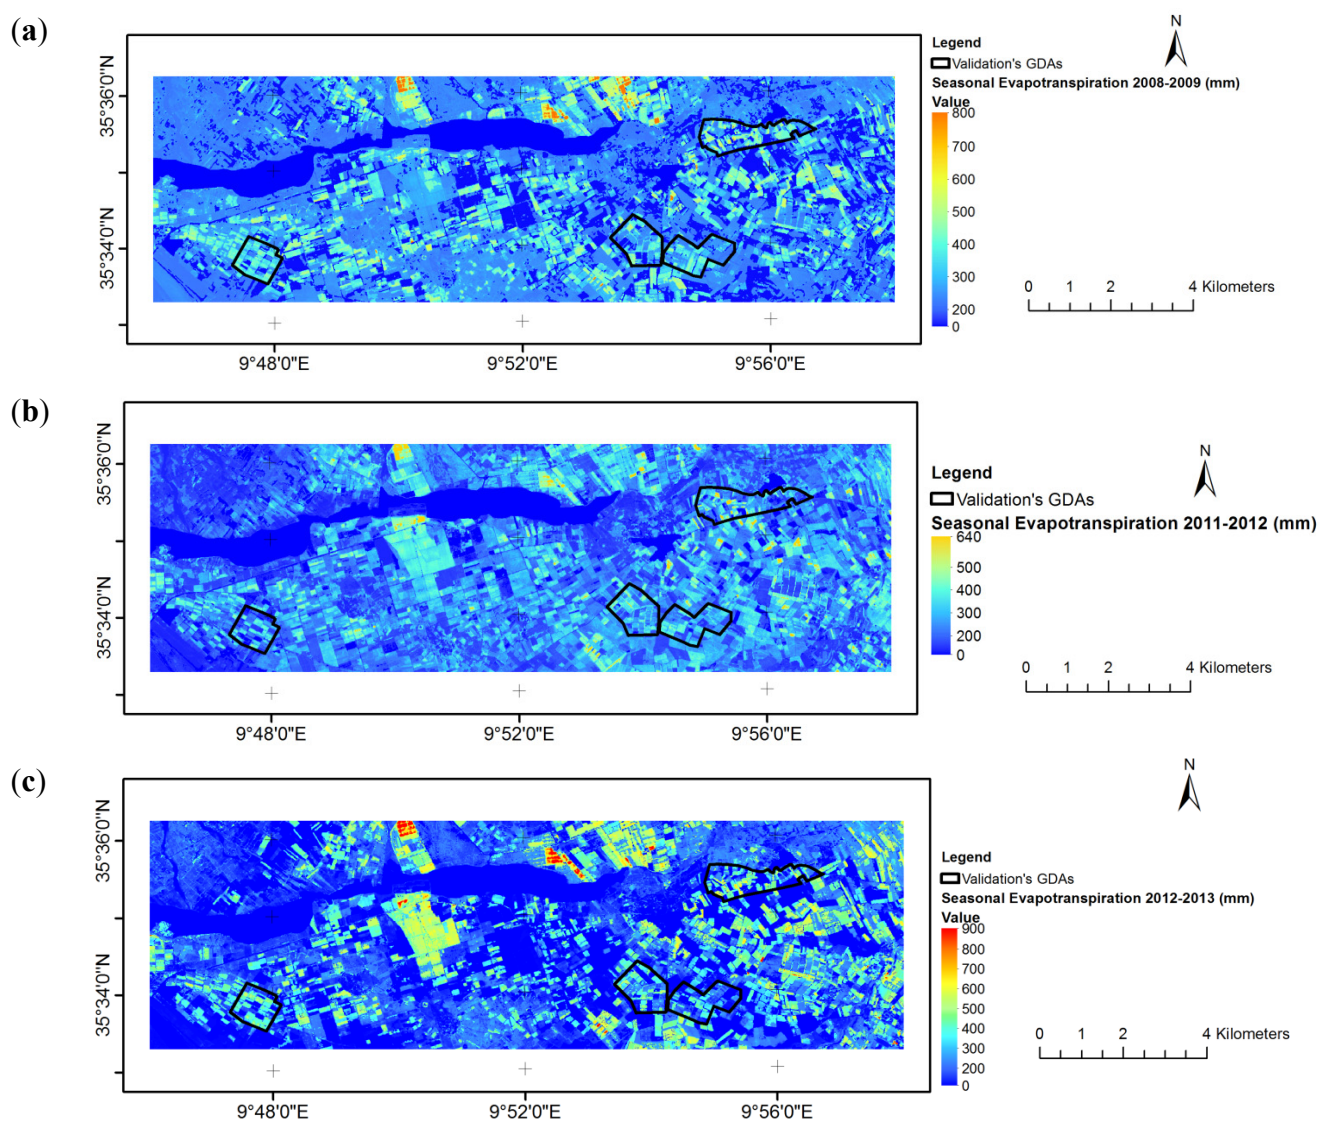 (a)
N
Legend
Validation's GDAs
Seasonal Evapotranspiration 2008-2009 (mm)
Value
800
700
600
500
400
300
200
0
0 1 2 4 Kilometers
35°36'0"N
35°34'0"N
9°48'0"E 9°52'0"E 9°56'0"E
(b)
N
Legend
Validation's GDAs
Seasonal Evapotranspiration 2011-2012 (mm)
640
500
400
300
200
0
0 1 2 4 Kilometers
35°36'0"N
35°34'0"N
9°48'0"E 9°52'0"E 9°56'0"E
(c)
N
Legend
Validation's GDAs
Seasonal Evapotranspiration 2012-2013 (mm)
Value
900
800
700
600
500
400
300
200
0
0 1 2 4 Kilometers
35°36'0"N
35°34'0"N
9°48'0"E 9°52'0"E 9°56'0"E